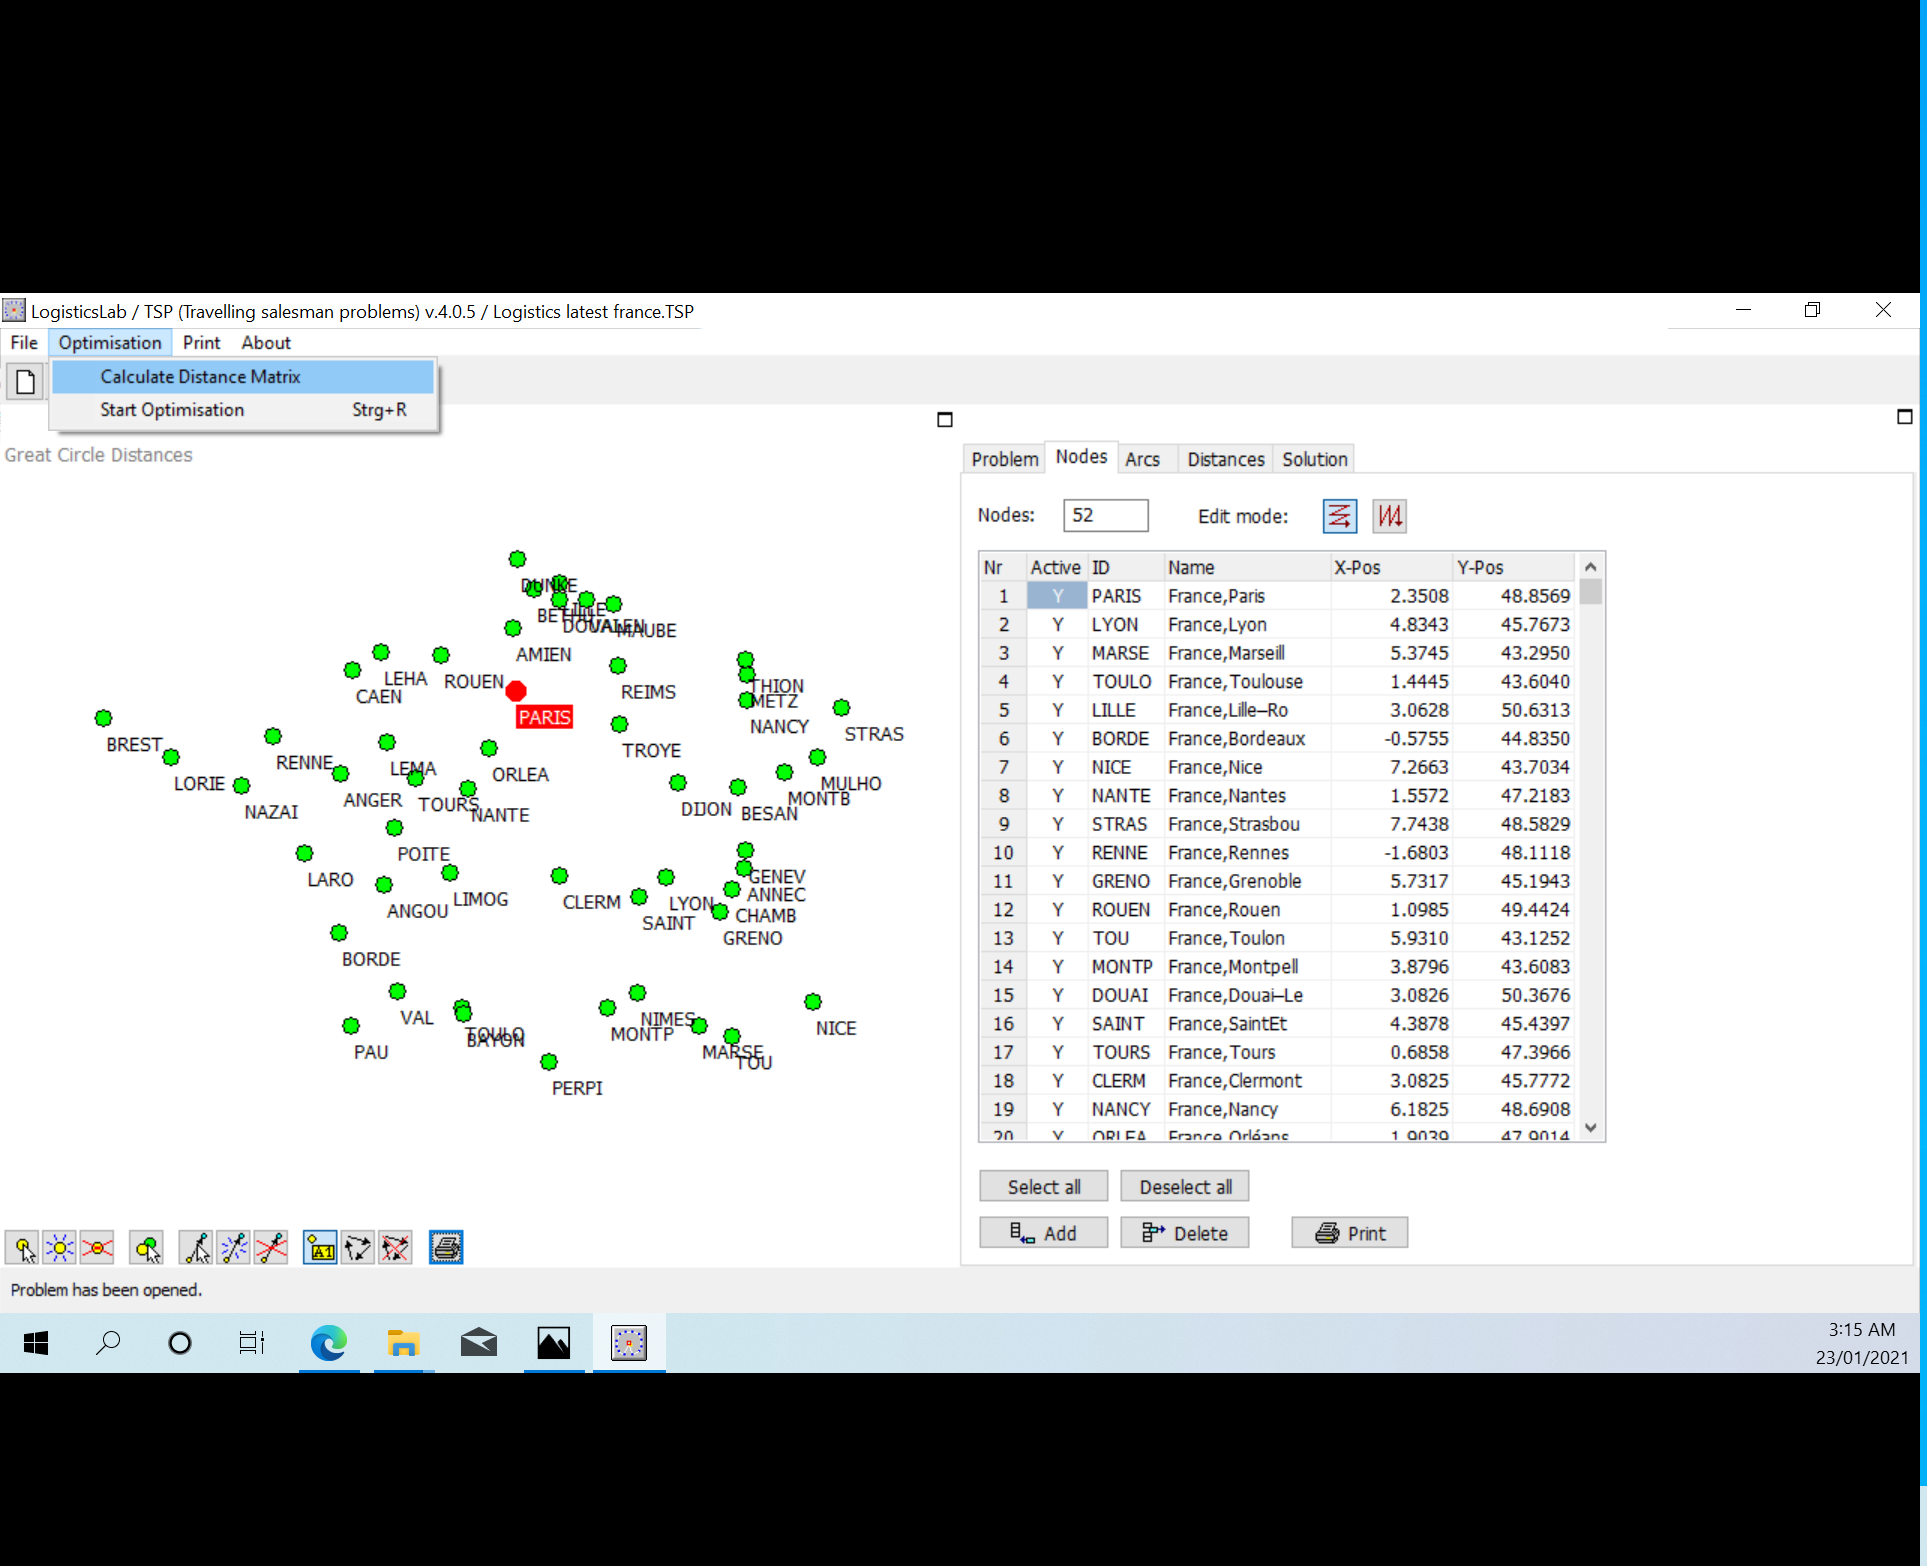 LogisticsLab / TSP (Travelling salesman problems) v.4.0.5 / Logistics latest france.TSP
File Optimisation Print About
Calculate Distance Matrix
Start Optimisation Strg+R
Great Circle Distances
DUNKE
BETHU LILLE
DOUAI VALEN MAUBE
AMIEN
LEHA ROUEN
CAEN
PARIS
REIMS
THION
METZ
NANCY
STRAS
BREST
RENNE
LEMA
ORLEA
TROYE
LORIE
NAZAI
ANGER
TOURS
NANTE
DIJON
BESAN
MONTB
MULHO
POITE
LARO
ANGOU
LIMOG
CLERM
SAINT
LYON
GENEV
ANNEC
CHAMB
GRENO
BORDE
VAL
TOULO
BAYON
PAU
MONTP
NIMES
MARSE
TOU
NICE
PERPI
Problem Nodes Arcs Distances Solution
Nodes: 52 Edit mode:
Nr Active ID Name X-Pos Y-Pos
1 Y PARIS France,Paris 2.3508 48.8569
2 Y LYON France,Lyon 4.8343 45.7673
3 Y MARSE France,Marseill 5.3745 43.2950
4 Y TOULO France,Toulouse 1.4445 43.6040
5 Y LILLE France,Lille–Ro 3.0628 50.6313
6 Y BORDE France,Bordeaux -0.5755 44.8350
7 Y NICE France,Nice 7.2663 43.7034
8 Y NANTE France,Nantes 1.5572 47.2183
9 Y STRAS France,Strasbou 7.7438 48.5829
10 Y RENNE France,Rennes -1.6803 48.1118
11 Y GRENO France,Grenoble 5.7317 45.1943
12 Y ROUEN France,Rouen 1.0985 49.4424
13 Y TOU France,Toulon 5.9310 43.1252
14 Y MONTP France,Montpell 3.8796 43.6083
15 Y DOUAI France,Douai–Le 3.0826 50.3676
16 Y SAINT France,SaintEt 4.3878 45.4397
17 Y TOURS France,Tours 0.6858 47.3966
18 Y CLERM France,Clermont 3.0825 45.7772
19 Y NANCY France,Nancy 6.1825 48.6908
20 Y ORLEA France,Orléans 1.9039 47.9014
Select all Deselect all
Add Delete Print
A1
Problem has been opened.
3:15 AM
23/01/2021